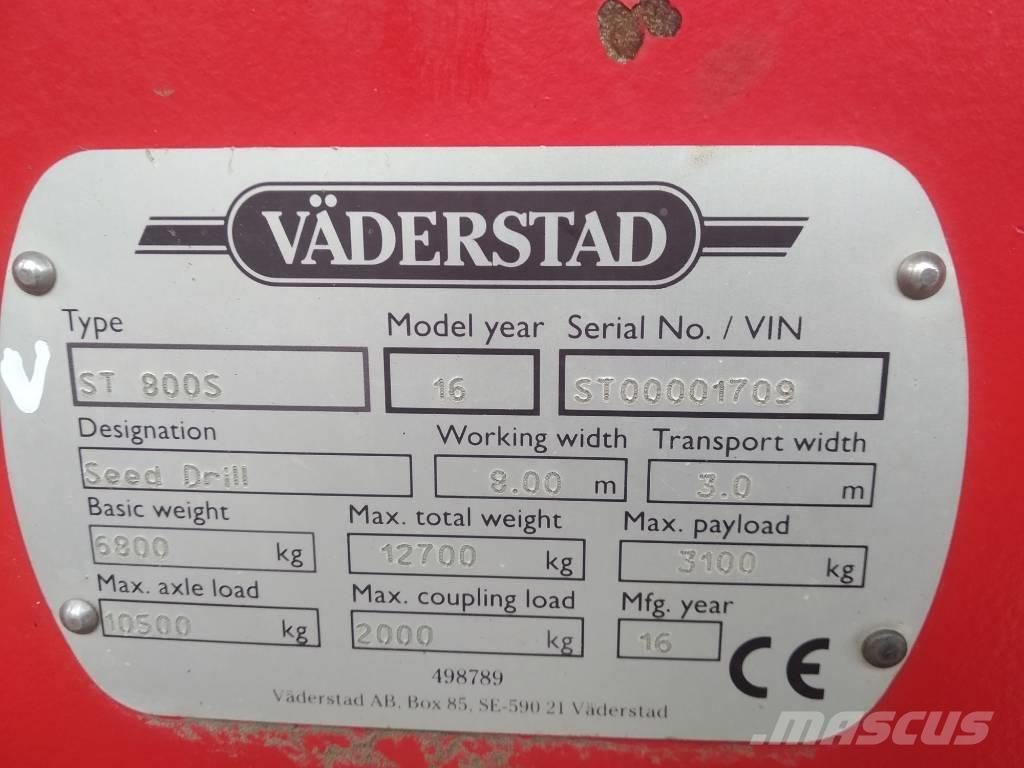 VÄDERSTAD
Type Model year Serial No. / VIN
ST 800S 16 ST00001709
Designation Working width Transport width
Seed Drill 8.00 m 3.0 m
Basic weight Max. total weight Max. payload
6800 kg 12700 kg 3100 kg
Max. axle load Max. coupling load Mfg. year
10500 kg 2000 kg 16 CE
498789
Väderstad AB, Box 85, SE-590 21 Väderstad
V
MASCUS